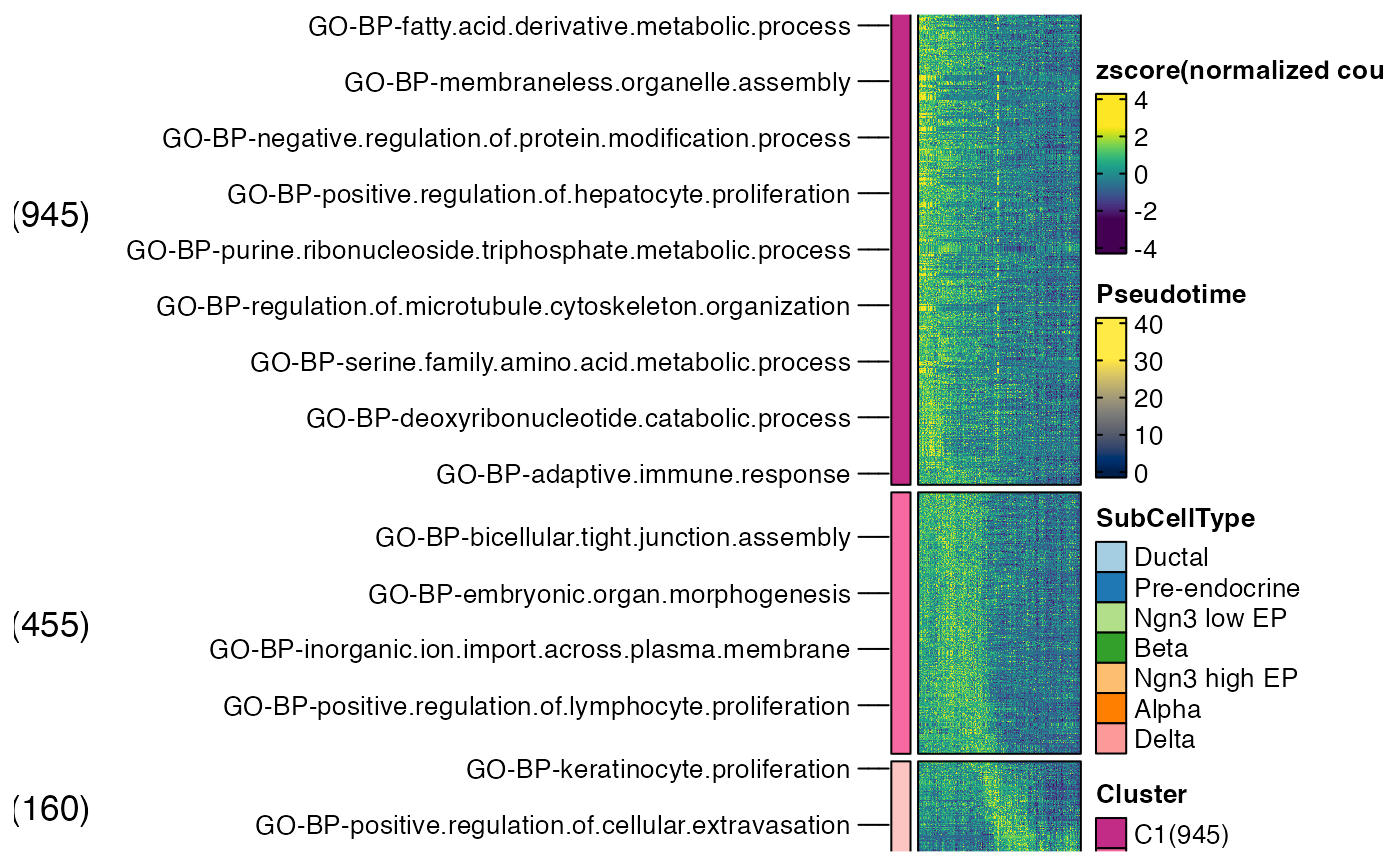 (945)
(455)
(160)
GO-BP-fatty.acid.derivative.metabolic.process
GO-BP-membraneless.organelle.assembly
GO-BP-negative.regulation.of.protein.modification.process
GO-BP-positive.regulation.of.hepatocyte.proliferation
GO-BP-purine.ribonucleoside.triphosphate.metabolic.process
GO-BP-regulation.of.microtubule.cytoskeleton.organization
GO-BP-serine.family.amino.acid.metabolic.process
GO-BP-deoxyribonucleotide.catabolic.process
GO-BP-adaptive.immune.response
GO-BP-bicellular.tight.junction.assembly
GO-BP-embryonic.organ.morphogenesis
GO-BP-inorganic.ion.import.across.plasma.membrane
GO-BP-positive.regulation.of.lymphocyte.proliferation
GO-BP-keratinocyte.proliferation
GO-BP-positive.regulation.of.cellular.extravasation
zscore(normalized cou
4
2
0
-2
-4
Pseudotime
40
30
20
10
0
SubCellType
Ductal
Pre-endocrine
Ngn3 low EP
Beta
Ngn3 high EP
Alpha
Delta
Cluster
C1(945)